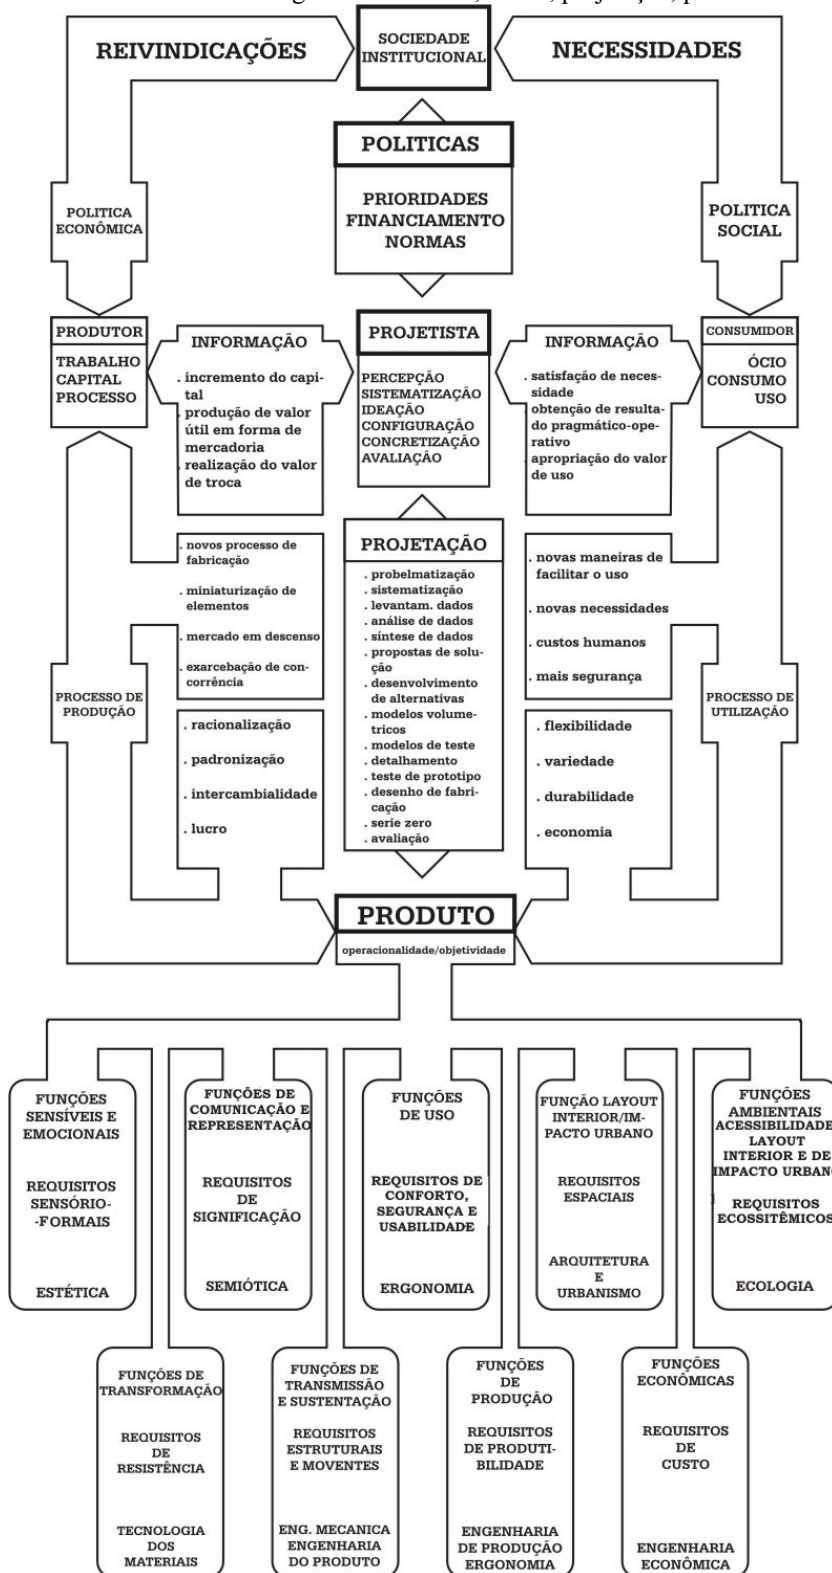 REIVINDICAÇÕES
SOCIEDADE
INSTITUCIONAL
NECESSIDADES
POLITICAS
PRIORIDADES
FINANCIAMENTO
NORMAS
POLITICA
ECONÔMICA
POLITICA
SOCIAL
PRODUTOR
TRABALHO
CAPITAL
PROCESSO
INFORMAÇÃO
. incremento do capi-
tal
. produção de valor
útil em forma de
mercadoria
. realização do valor
de troca
PROJETISTA
PERCEPÇÃO
SISTEMATIZAÇÃO
IDEAÇÃO
CONFIGURAÇÃO
CONCRETIZAÇÃO
AVALIAÇÃO
INFORMAÇÃO
. satisfação de neces-
sidade
. obtenção de resulta-
do pragmático-ope-
rativo
. apropriação do valor
de uso
CONSUMIDOR
ÓCIO
CONSUMO
USO
PROCESSO DE
PRODUÇÃO
. novos processo de
fabricação
. miniaturização de
elementos
. mercado em descenso
. exarcebação de con-
corrência
. racionalização
. padronização
. intercambialidade
. lucro
PROJETAÇÃO
. probelmatização
. sistematização
. levantam. dados
. análise de dados
. síntese de dados
. propostas de solu-
ção
. desenvolvimento
de alternativas
. modelos volume-
tricos
. modelos de teste
. detalhamento
. teste de prototipo
. desenho de fabri-
cação
. serie zero
. avaliação
. novas maneiras de
facilitar o uso
. novas necessidades
. custos humanos
. mais segurança
. flexibilidade
. variedade
. durabilidade
. economia
PROCESSO DE
UTILIZAÇÃO
PRODUTO
operacionalidade/objetividade
FUNÇÕES
SENSÍVEIS E
EMOCIONAIS
REQUISITOS
SENSÓRIO-
-FORMAIS
ESTÉTICA
FUNÇÕES DE
COMUNICAÇÃO E
REPRESENTAÇÃO
REQUISITOS
DE
SIGNIFICAÇÃO
SEMIÓTICA
FUNÇÕES
DE USO
REQUISITOS DE
CONFORTO,
SEGURANÇA E
USABILIDADE
ERGONOMIA
FUNÇÃO LAYOUT
INTERIOR/IM-
PACTO URBANO
REQUISITOS
ESPACIAIS
ARQUITETURA
E
URBANISMO
FUNÇÕES
AMBIENTAIS
ACESSIBILIDADE
LAYOUT
INTERIOR E DE
IMPACTO URBANO
REQUISITOS
ECOSSITÊMICOS
ECOLOGIA
FUNÇÕES DE
TRANSFORMAÇÃO
REQUISITOS
DE
RESISTÊNCIA
TECNOLOGIA
DOS
MATERIAIS
FUNÇÕES DE
TRANSMISSÃO
E SUSTENTAÇÃO
REQUISITOS
ESTRUTURAIS
E MOVENTES
ENG. MECANICA
ENGENHARIA
DO PRODUTO
FUNÇÕES
DE
PRODUÇÃO
REQUISITOS
DE PRODUTI-
BILIDADE
ENGENHARIA
DE PRODUÇÃO
ERGONOMIA
FUNÇÕES
ECONÔMICAS
REQUISITOS
DE
CUSTO
ENGENHARIA
ECONÔMICA